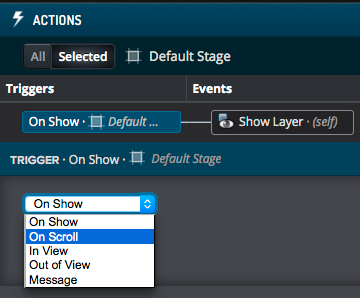 ACTIONS
All Selected Default Stage
Triggers Events
On Show · Default ... Show Layer · (self)
TRIGGER · On Show · Default Stage
On Show
On Show
On Scroll
In View
Out of View
Message